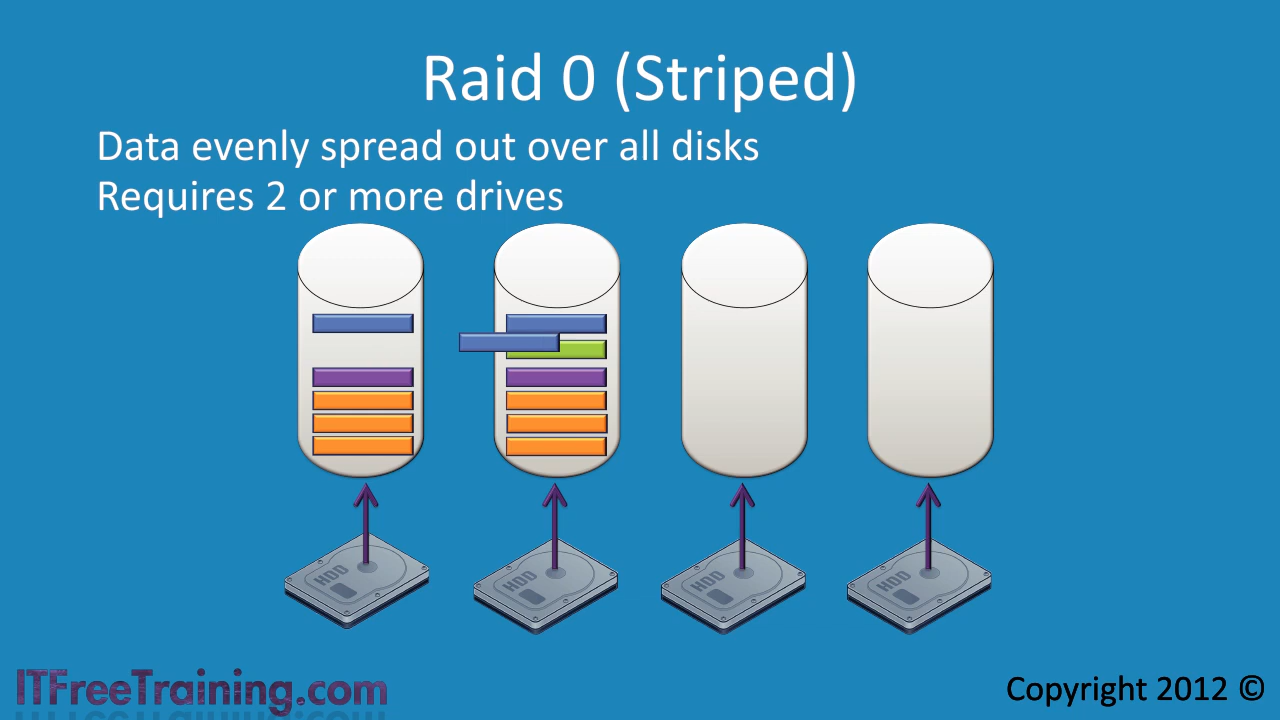 Raid 0 (Striped)
Data evenly spread out over all disks
Requires 2 or more drives
HDD HDD HDD HDD
ITFreeTraining.com
Copyright 2012 ©